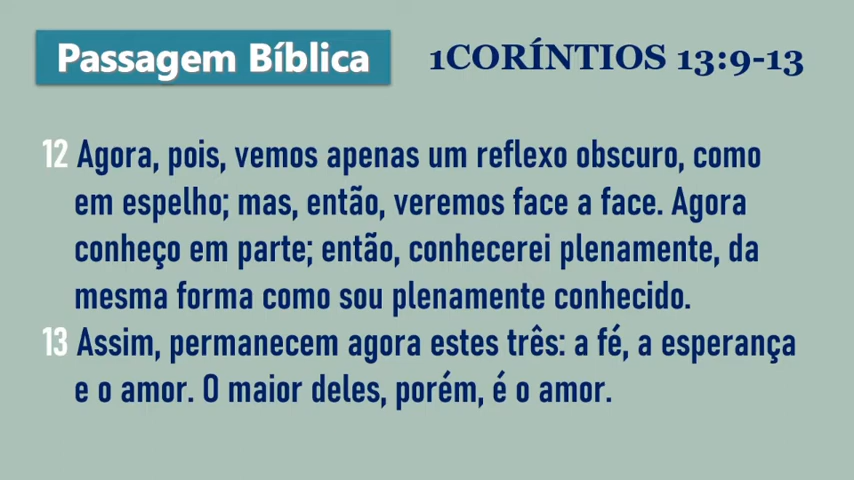 Passagem Bíblica 1CORÍNTIOS 13:9-13
12 Agora, pois, vemos apenas um reflexo obscuro, como
em espelho; mas, então, veremos face a face. Agora
conheço em parte; então, conhecerei plenamente, da
mesma forma como sou plenamente conhecido.
13 Assim, permanecem agora estes três: a fé, a esperança
e o amor. O maior deles, porém, é o amor.